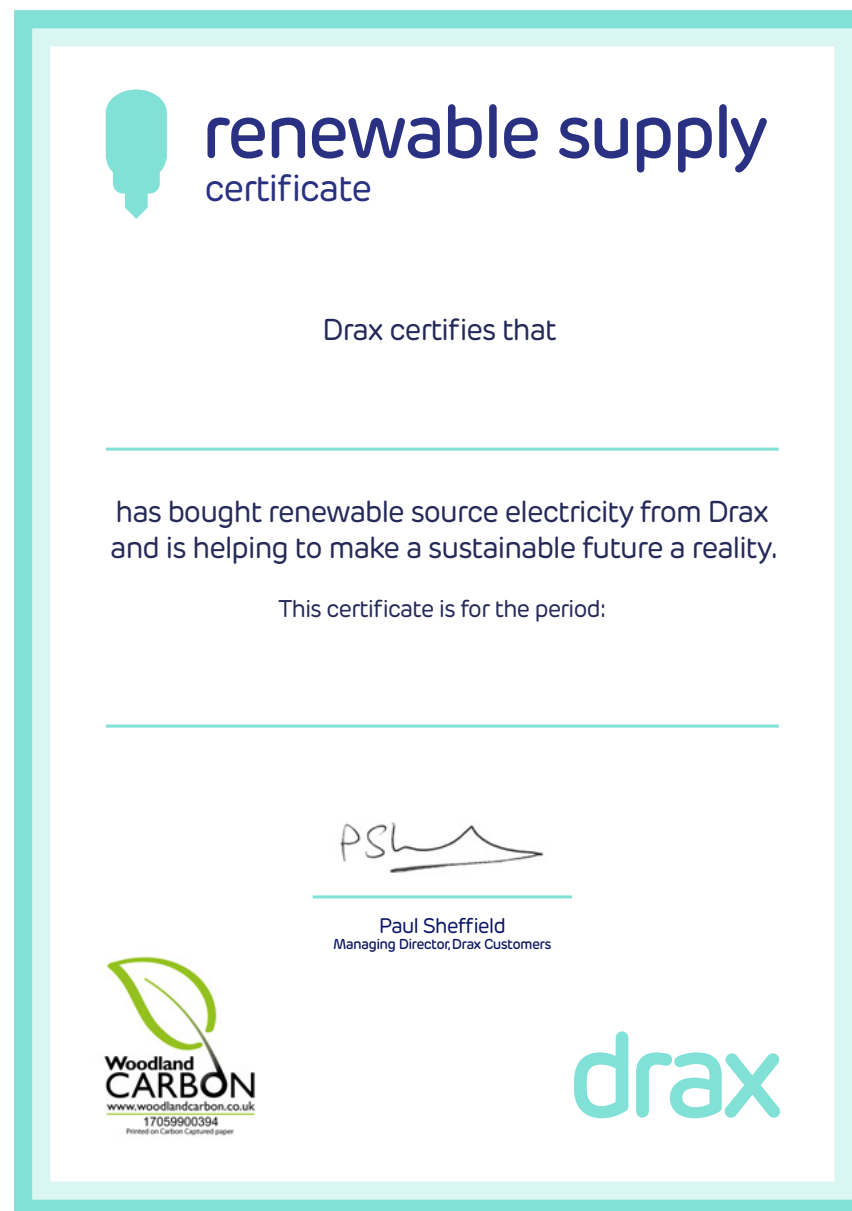 renewable supply
certificate
Drax certifies that
has bought renewable source electricity from Drax
and is helping to make a sustainable future a reality.
This certificate is for the period:
PSh
Paul Sheffield
Managing Director, Drax Customers
Woodland
CARBON
www.woodlandcarbon.co.uk
17059900394
Printed on Carbon Captured paper
drax